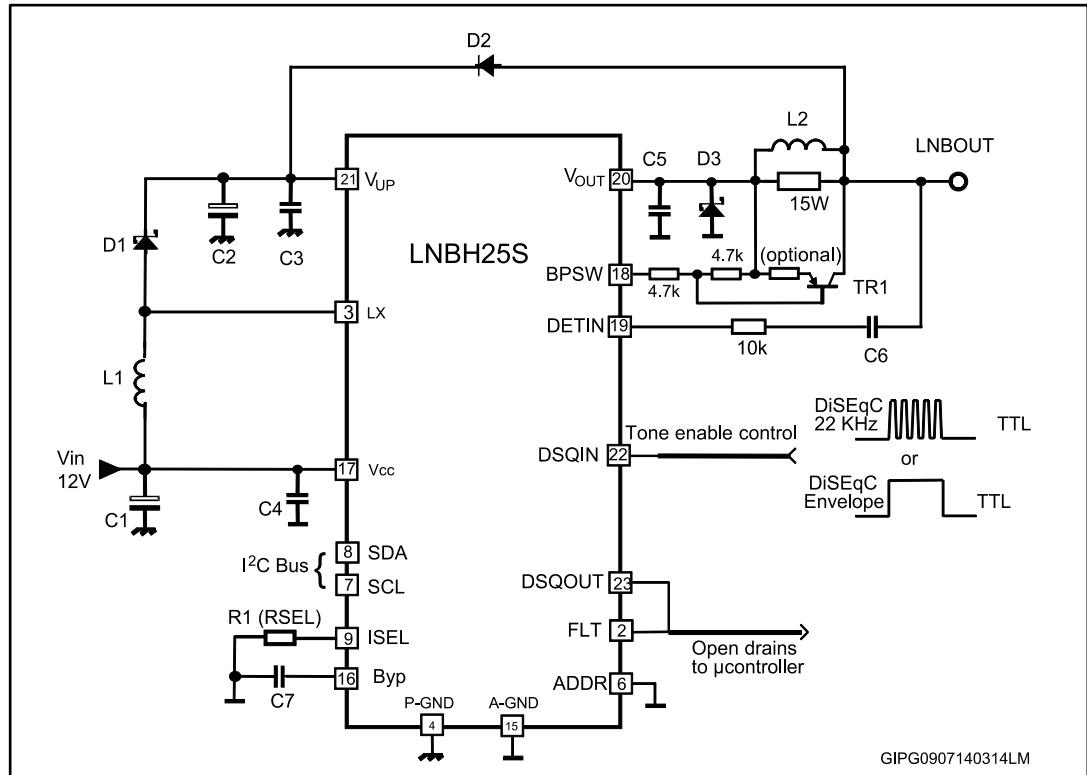 D2
L2
LNBOUT
C5
D3
21
VUP
VOUT
20
15W
D1
C2
C3
LNBH25S
4.7k
(optional)
BPSW
18
4.7k
TR1
3
LX
DETIN
19
10k
C6
L1
DiSEqC
22 KHz
TTL
Tone enable control
or
Vin
12V
17
Vcc
DSQIN
22
DiSEqC
Envelope
TTL
C1
C4
8
SDA
I²C Bus {
7
SCL
DSQOUT
23
R1 (RSEL)
9
ISEL
FLT
2
Open drains
to µcontroller
16
Byp
ADDR
6
C7
P-GND
A-GND
4
15
GIPG0907140314LM